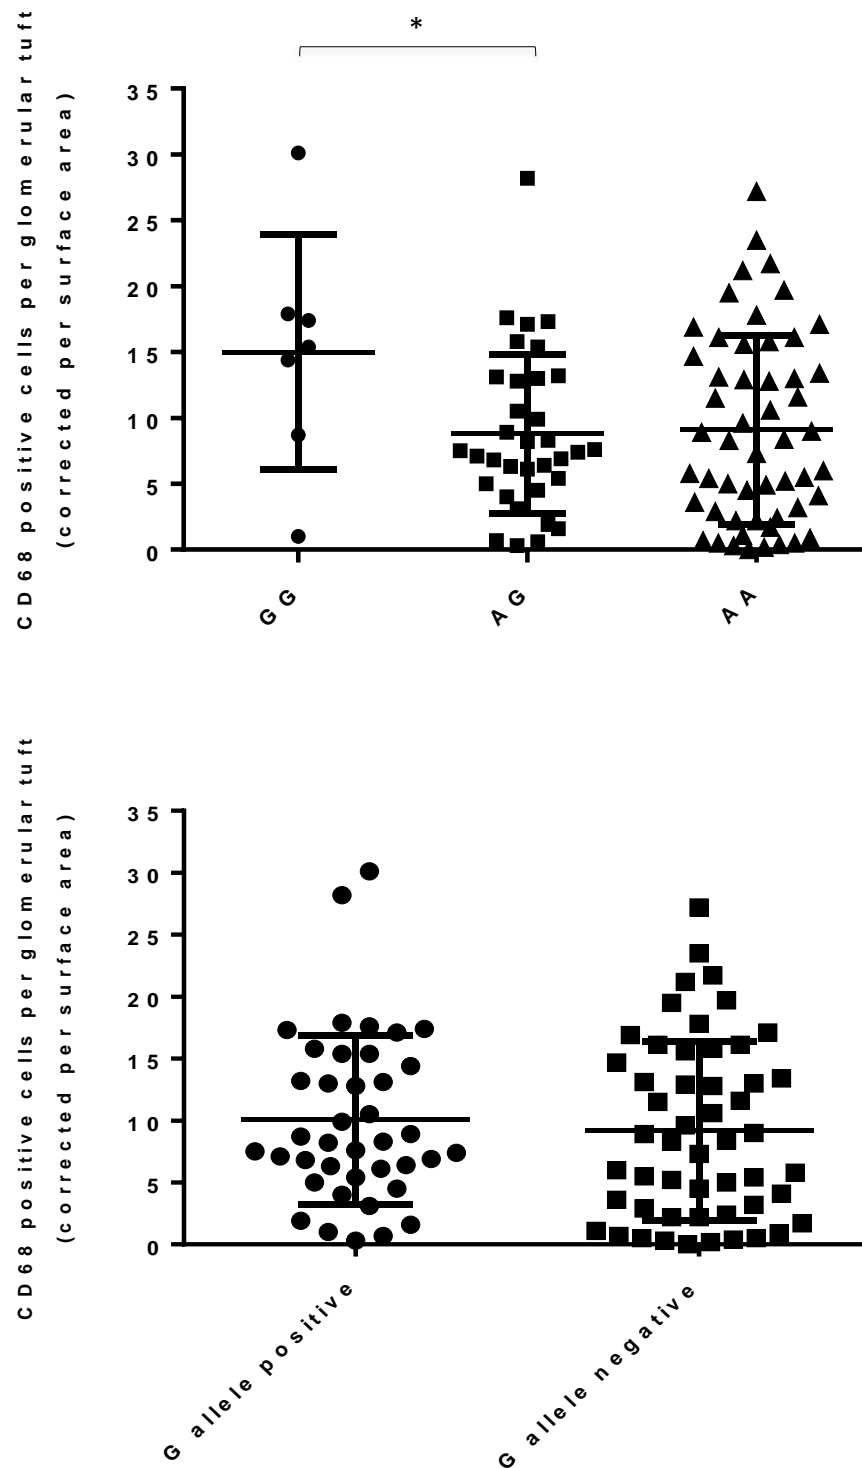 *
CD68 positive cells per glomerular tuft
(corrected per surface area)
35
30
25
20
15
10
5
0
GG
AG
AA
CD68 positive cells per glomerular tuft
(corrected per surface area)
35
30
25
20
15
10
5
0
G allele positive
G allele negative